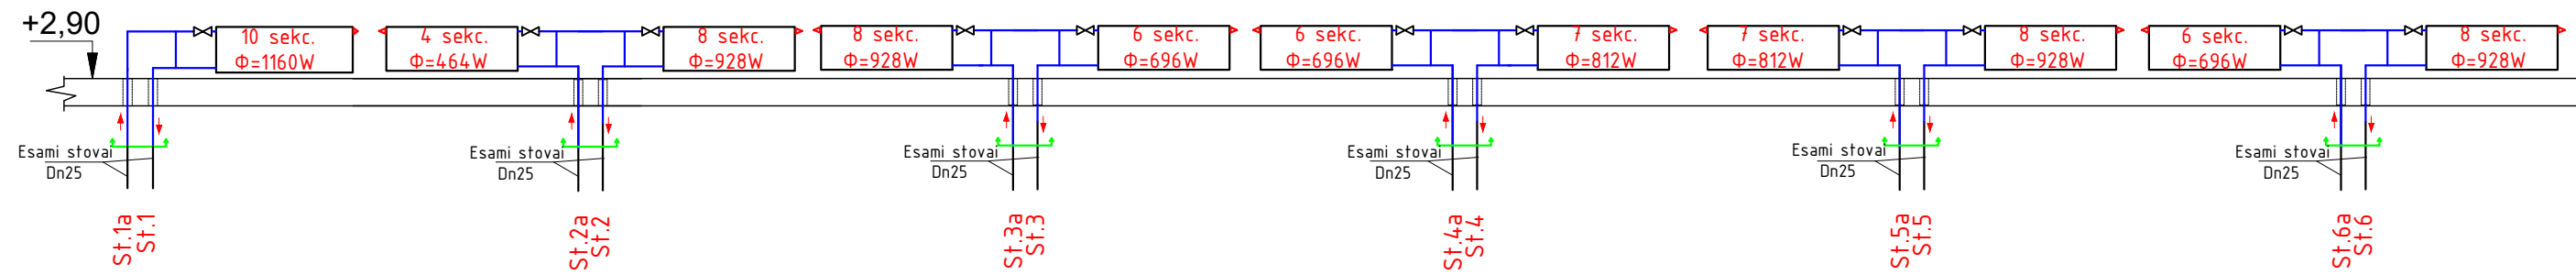 +2,90
10 sekc.
Φ=1160W
4 sekc.
Φ=464W
8 sekc.
Φ=928W
8 sekc.
Φ=928W
6 sekc.
Φ=696W
6 sekc.
Φ=696W
7 sekc.
Φ=812W
7 sekc.
Φ=812W
8 sekc.
Φ=928W
6 sekc.
Φ=696W
8 sekc.
Φ=928W
Esami stovai
Dn25
Esami stovai
Dn25
Esami stovai
Dn25
Esami stovai
Dn25
Esami stovai
Dn25
Esami stovai
Dn25
St.1a
St.1
St.2a
St.2
St.3a
St.3
St.4a
St.4
St.5a
St.5
St.6a
St.6